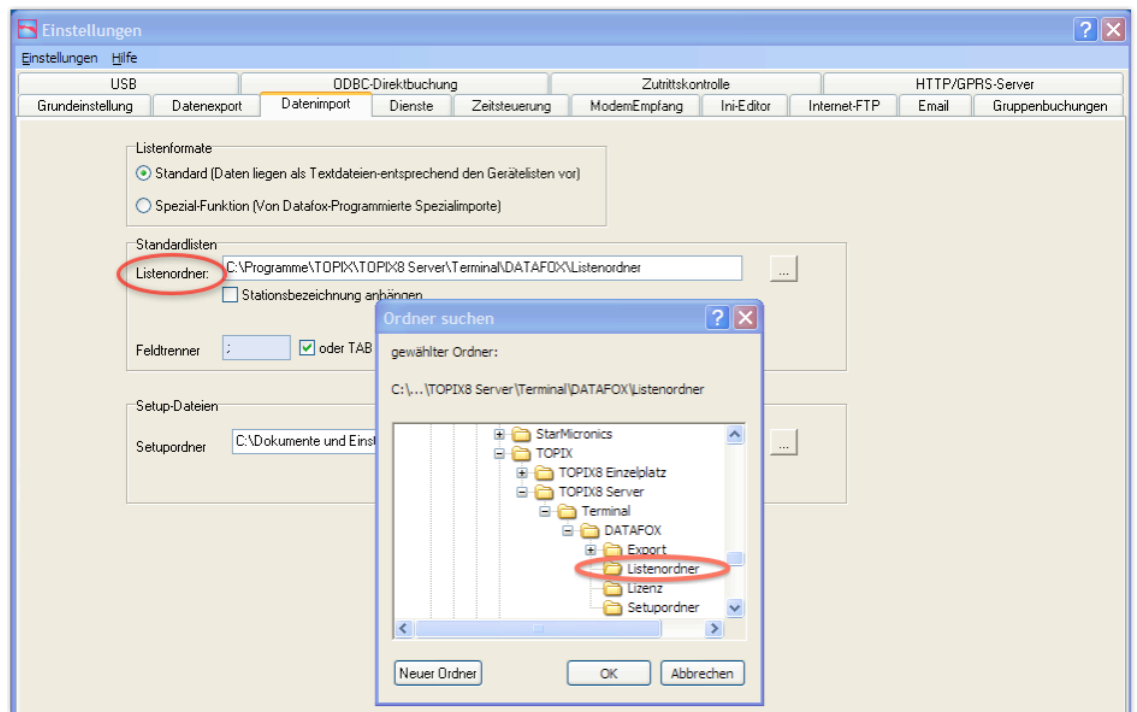 Einstellungen
Einstellungen Hilfe
USB ODBC-Direktbuchung Zutrittskontrolle HTTP/GPRS-Server
Grundeinstellung Datenexport Datenimport Dienste Zeitsteuerung ModemEmpfang Ini-Editor Internet-FTP Email Gruppenbuchungen
Listenformate
Standard (Daten liegen als Textdateien-entsprechend den Gerätelisten vor)
Spezial-Funktion (Von Datafox-Programmierte Spezialimporte)
Standardlisten
Listenordner: C:\Programme\TOPIX\TOPIX8 Server\Terminal\DATAFOX\Listenordner ...
Stationsbezeichnung anhängen
Feldtrenner ; oder TAB
Setup-Dateien
Setupordner C:\Dokumente und Einst ...
Ordner suchen
gewählter Ordner:
C:\...\TOPIX8 Server\Terminal\DATAFOX\Listenordner
StarMicronics
TOPIX
TOPIX8 Einzelplatz
TOPIX8 Server
Terminal
DATAFOX
Export
Listenordner
Lizenz
Setupordner
Neuer Ordner OK Abbrechen